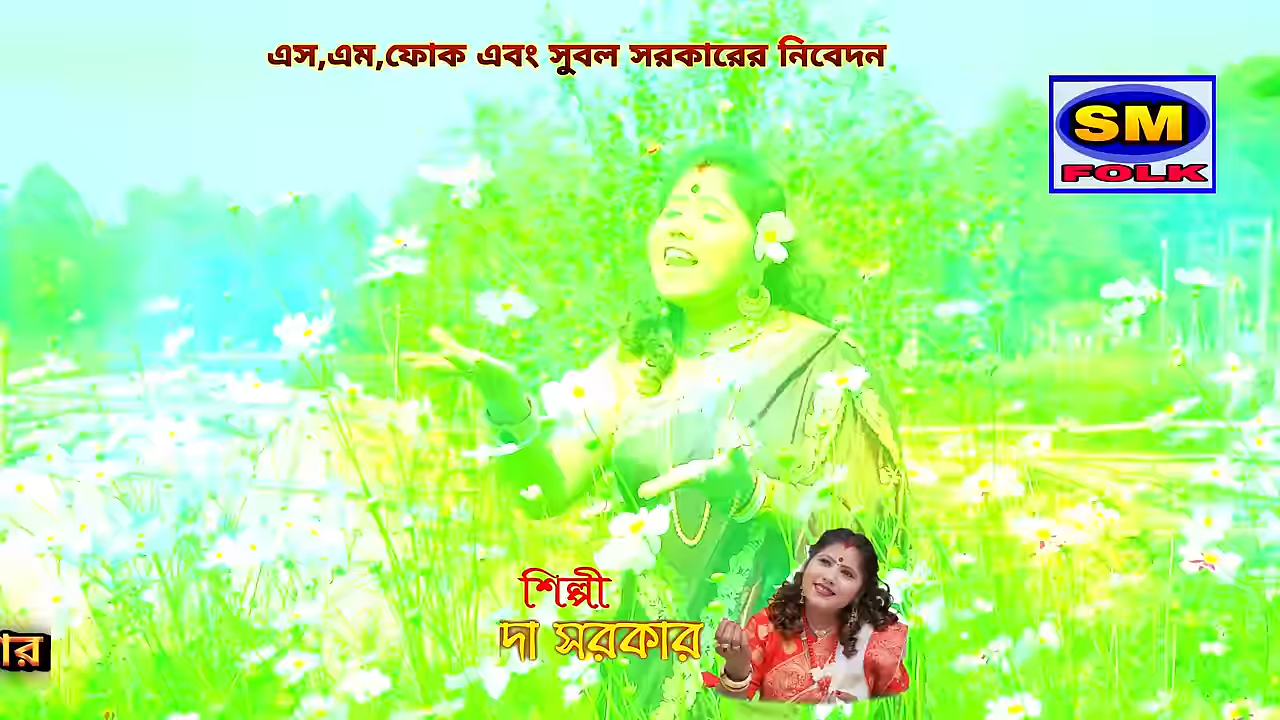 এস,এম,ফোক এবং সুবল সরকারের নিবেদন
SM
FOLK
শিল্পী
দা সরকার
ার